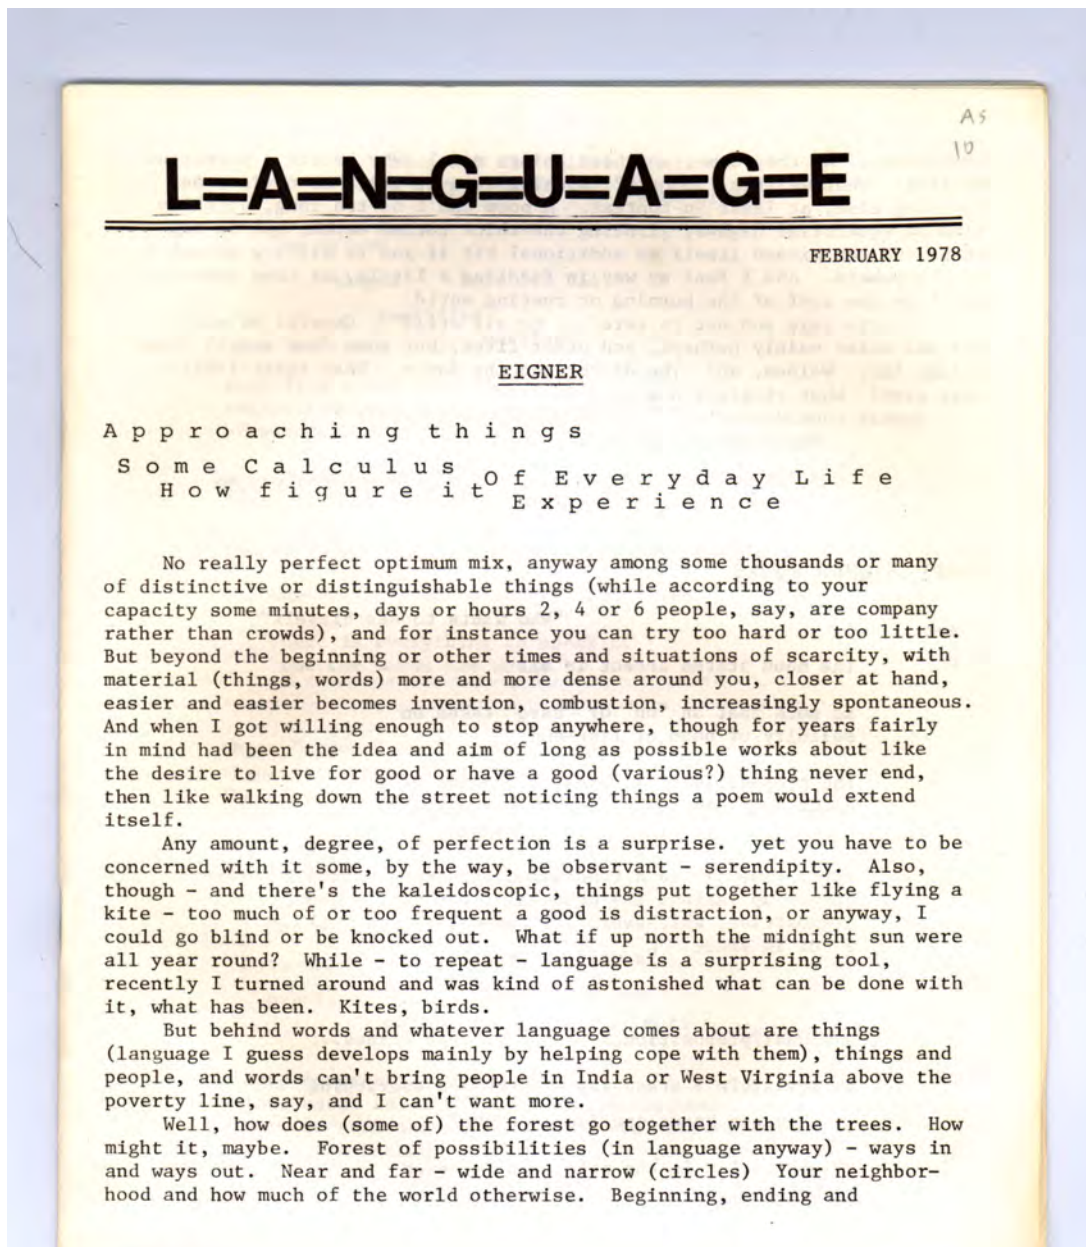 As
10
L=A=N=G=U=A=G=E
FEBRUARY 1978
EIGNER
Approaching things
Some Calculus
How figure it
Of Everyday Life
Experience
No really perfect optimum mix, anyway among some thousands or many
of distinctive or distinguishable things (while according to your
capacity some minutes, days or hours 2, 4 or 6 people, say, are company
rather than crowds), and for instance you can try too hard or too little.
But beyond the beginning or other times and situations of scarcity, with
material (things, words) more and more dense around you, closer at hand,
easier and easier becomes invention, combustion, increasingly spontaneous.
And when I got willing enough to stop anywhere, though for years fairly
in mind had been the idea and aim of long as possible works about like
the desire to live for good or have a good (various?) thing never end,
then like walking down the street noticing things a poem would extend
itself.
Any amount, degree, of perfection is a surprise. yet you have to be
concerned with it some, by the way, be observant - serendipity. Also,
though - and there's the kaleidoscopic, things put together like flying a
kite - too much of or too frequent a good is distraction, or anyway, I
could go blind or be knocked out. What if up north the midnight sun were
all year round? While - to repeat - language is a surprising tool,
recently I turned around and was kind of astonished what can be done with
it, what has been. Kites, birds.
But behind words and whatever language comes about are things
(language I guess develops mainly by helping cope with them), things and
people, and words can't bring people in India or West Virginia above the
poverty line, say, and I can't want more.
Well, how does (some of) the forest go together with the trees. How
might it, maybe. Forest of possibilities (in language anyway) - ways in
and ways out. Near and far - wide and narrow (circles) Your neighbor-
hood and how much of the world otherwise. Beginning, ending and